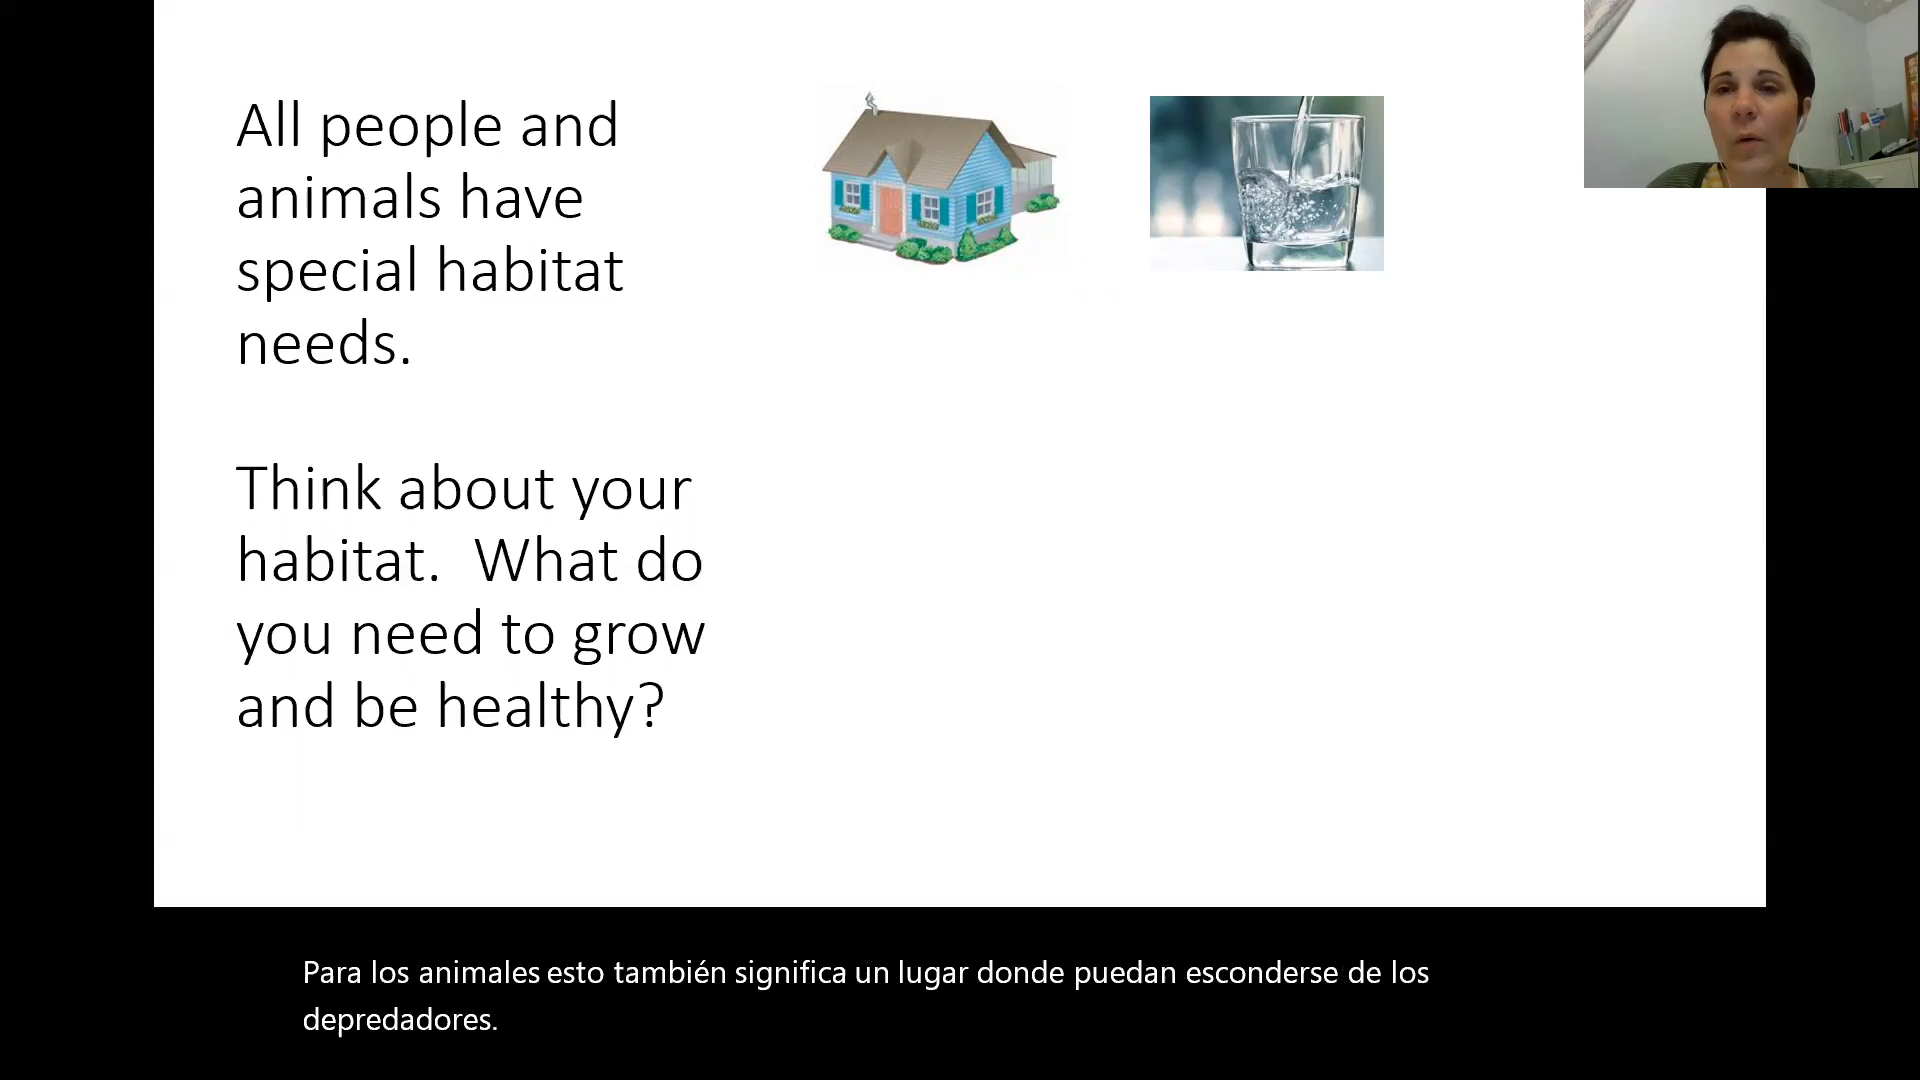 All people and
animals have
special habitat
needs.
Think about your
habitat.  What do
you need to grow
and be healthy?
Para los animales esto también significa un lugar donde puedan esconderse de los
depredadores.